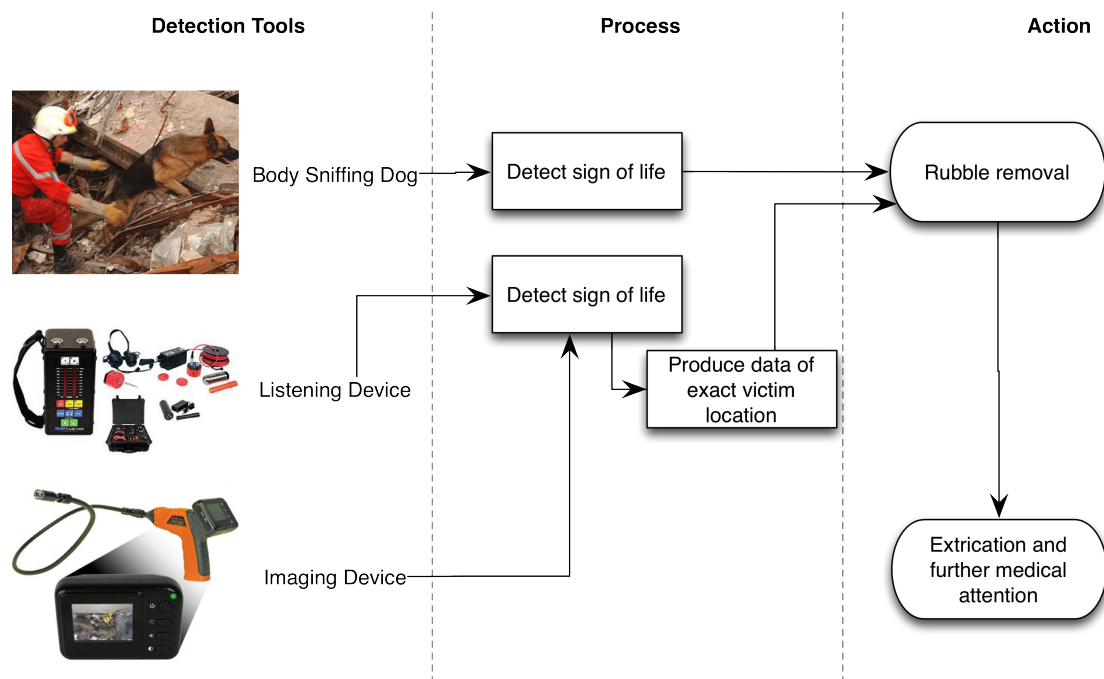 Detection Tools
Process
Action
Body Sniffing Dog
Detect sign of life
Rubble removal
Detect sign of life
Listening Device
Produce data of
exact victim
location
Imaging Device
Extrication and
further medical
attention